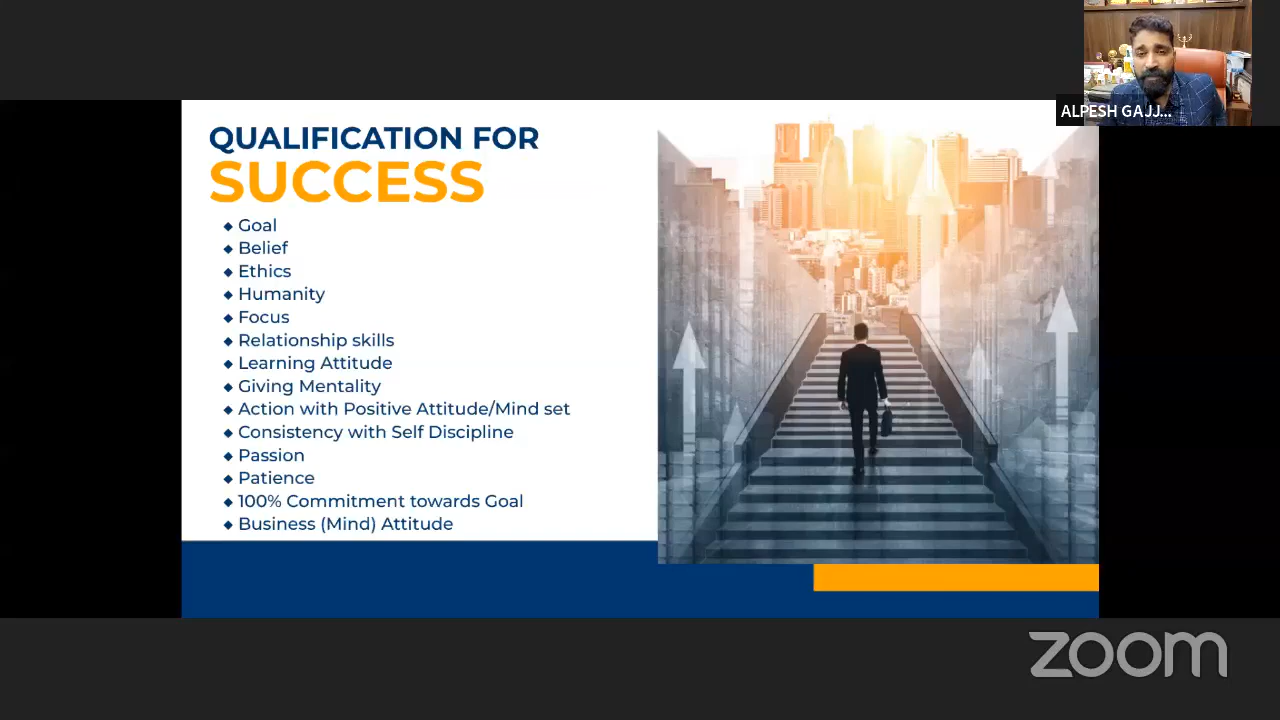 ALPESH GAJJ...
QUALIFICATION FOR
SUCCESS
Goal
Belief
Ethics
Humanity
Focus
Relationship skills
Learning Attitude
Giving Mentality
Action with Positive Attitude/Mind set
Consistency with Self Discipline
Passion
Patience
100% Commitment towards Goal
Business (Mind) Attitude
zoom